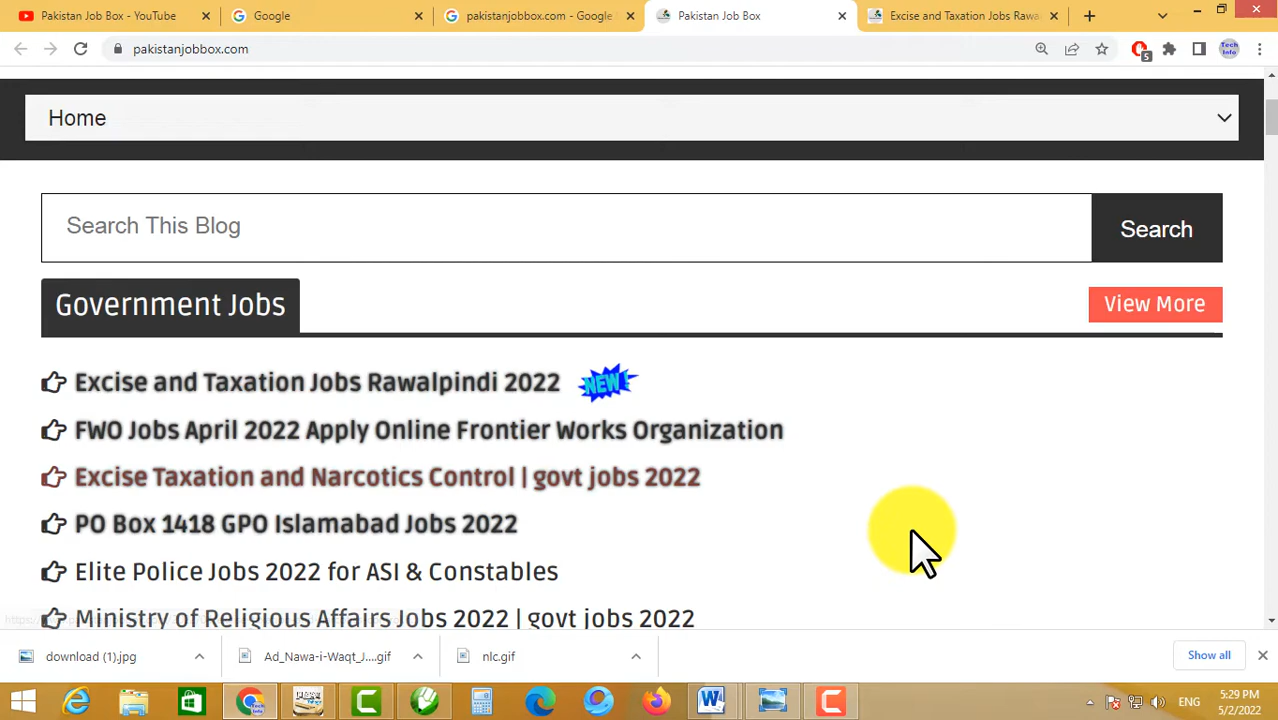 Pakistan Job Box - YouTube
Google
pakistanjobbox.com - Google
Pakistan Job Box
Excise and Taxation Jobs Rawa
pakistanjobbox.com
5
Tech
Info
Home
Search This Blog
Search
Government Jobs
View More
Excise and Taxation Jobs Rawalpindi 2022
NEW!
FWO Jobs April 2022 Apply Online Frontier Works Organization
Excise Taxation and Narcotics Control | govt jobs 2022
PO Box 1418 GPO Islamabad Jobs 2022
Elite Police Jobs 2022 for ASI & Constables
Ministry of Religious Affairs Jobs 2022 | govt jobs 2022
download (1).jpg
Ad_Nawa-i-Waqt_J....gif
nlc.gif
Show all
ENG
5:29 PM
5/2/2022